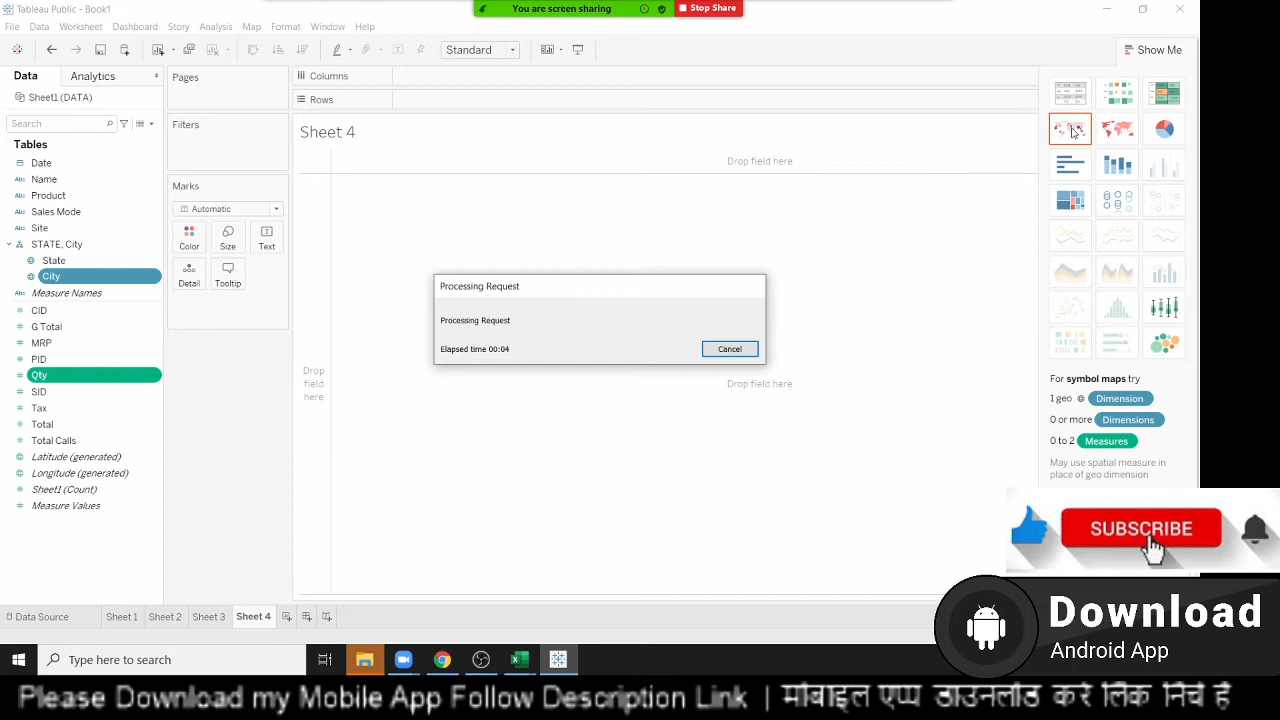 Tableau Public - Book1
You are screen sharing
Stop Share
File Data Worksheet Dashboard Story Analysis Map Format Window Help
Standard
Show Me
Data Analytics
Pages
Columns
Sheet1 (DATA)
Rows
Search
Filters
Sheet 4
Tables
Drop field here
Date
Name
Marks
Product
Automatic
Sales Mode
Site
STATE, City
Color Size Text
State
City
Detail Tooltip
Measure Names
Processing Request
CID
Processing Request
G Total
MRP
Elapsed time 00:04
Cancel
PID
Qty
Drop field here
Drop field here
SID
Tax
Total
Total Calls
Latitude (generated)
Longitude (generated)
Sheet1 (Count)
Measure Values
For symbol maps try
1 geo Dimension
0 or more Dimensions
0 to 2 Measures
May use spatial measure in
place of geo dimension
SUBSCRIBE
Data Source Sheet 1 Sheet 2 Sheet 3 Sheet 4
Download
Android App
Type here to search
Please Download my Mobile App Follow Description Link | मोबाइल एप्प डाउनलोड करे लिंक निचे है